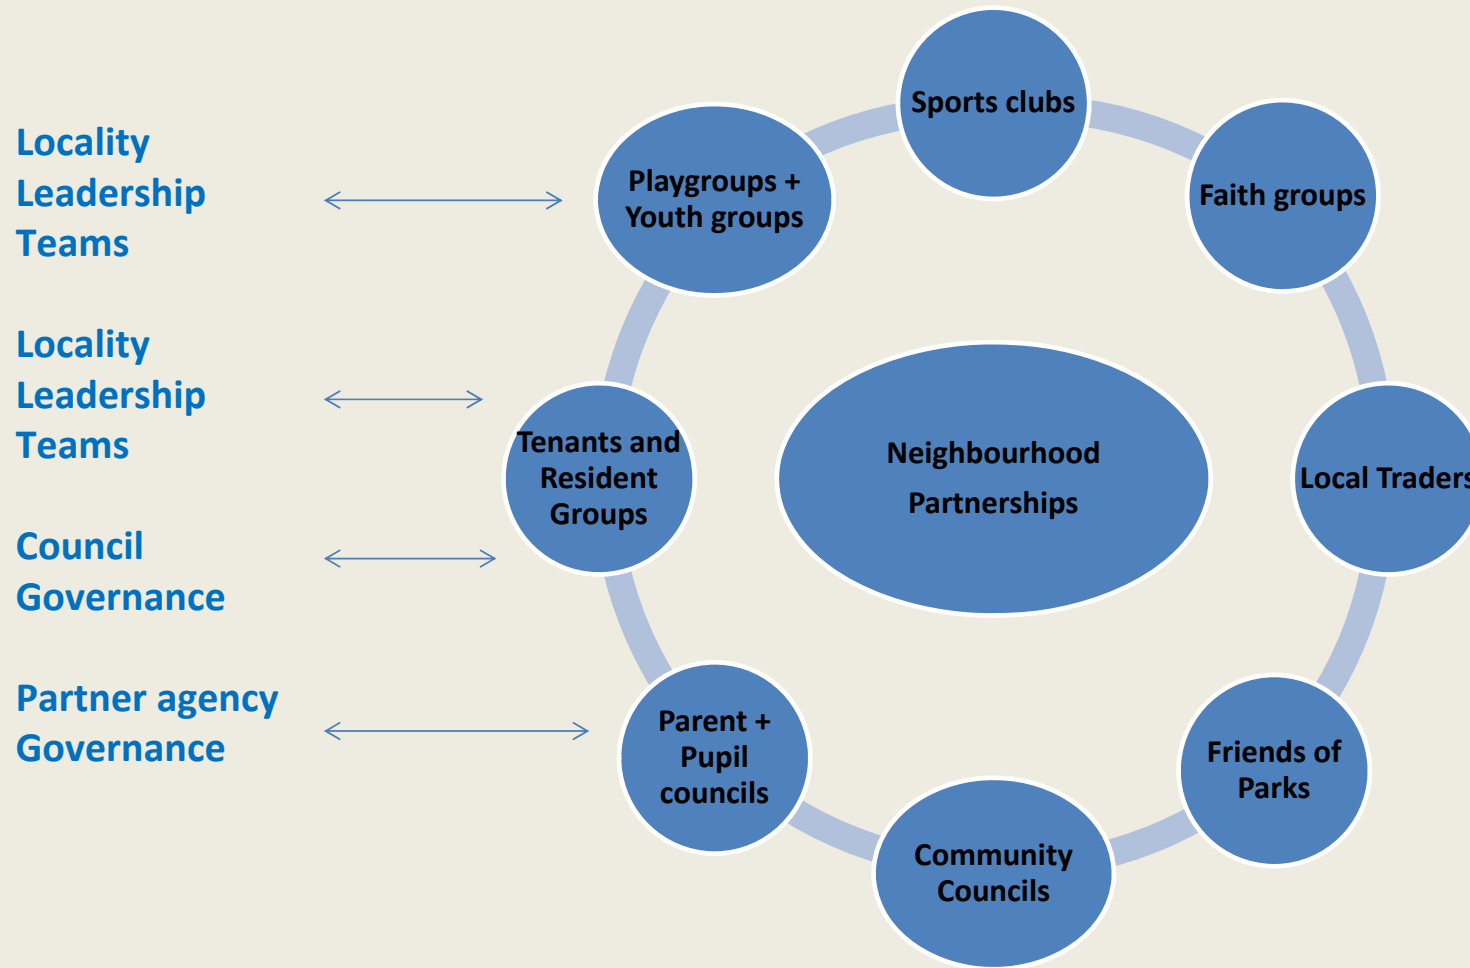 Locality
Leadership
Teams
Locality
Leadership
Teams
Council
Governance
Partner agency
Governance
Sports clubs
Playgroups +
Youth groups
Faith groups
Tenants and
Resident
Groups
Neighbourhood
Partnerships
Local Traders
Parent +
Pupil
councils
Friends of
Parks
Community
Councils